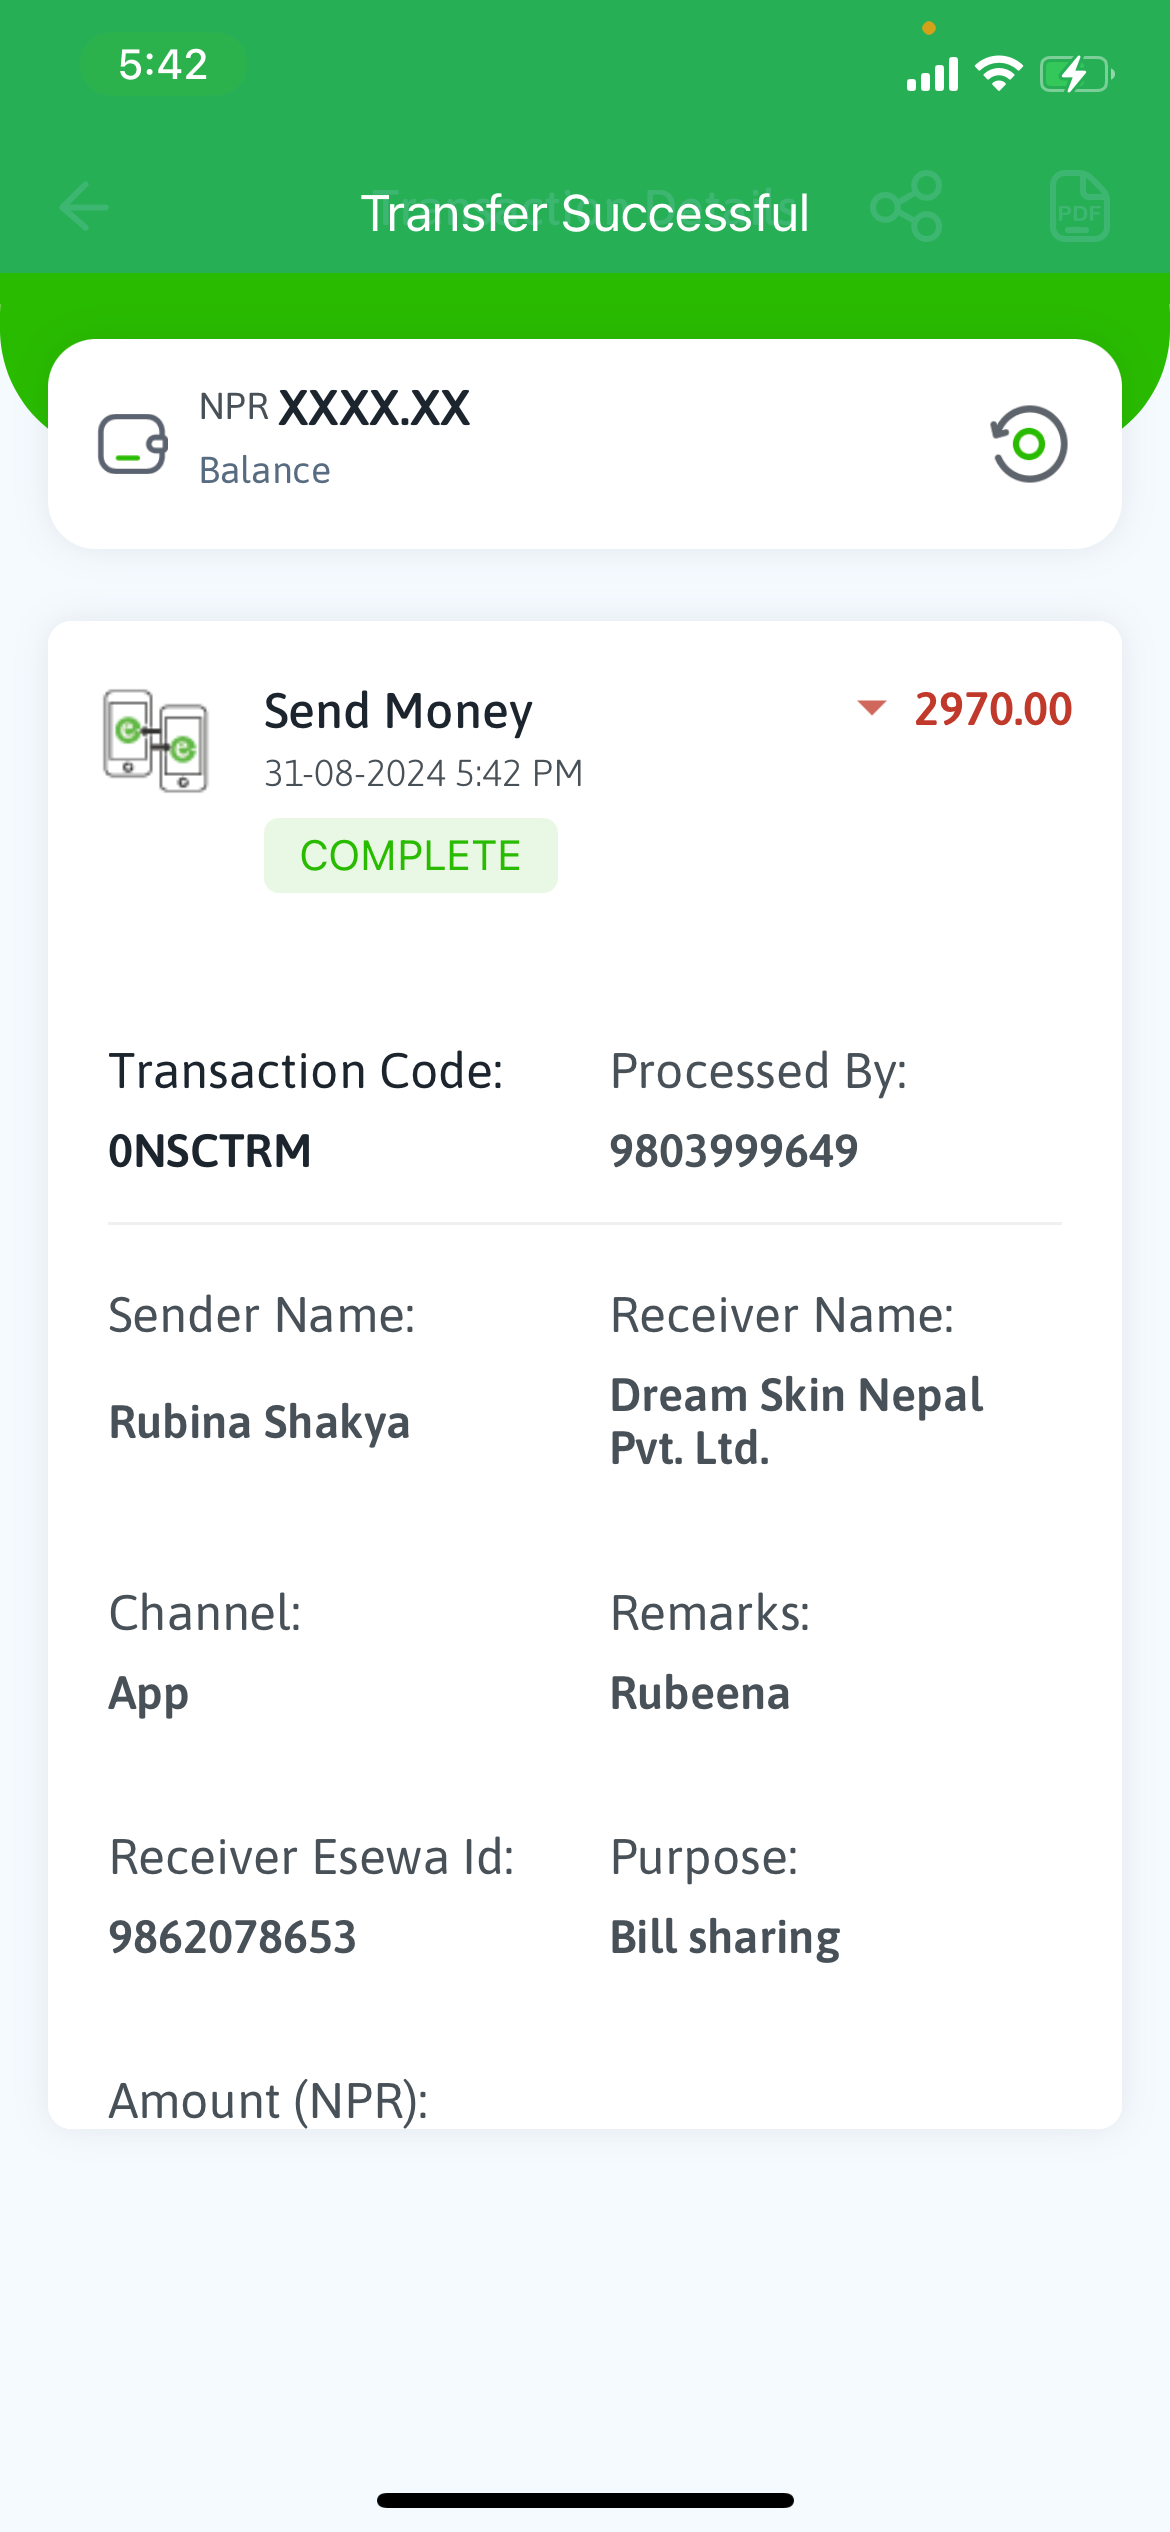 5:42
Transaction Details
Transfer Successful
PDF
NPR XXXX.XX
Balance
Send Money
2970.00
31-08-2024 5:42 PM
COMPLETE
Transaction Code:
Processed By:
0NSCTRM
9803999649
Sender Name:
Receiver Name:
Rubina Shakya
Dream Skin Nepal
Pvt. Ltd.
Channel:
Remarks:
App
Rubeena
Receiver Esewa Id:
Purpose:
9862078653
Bill sharing
Amount (NPR):